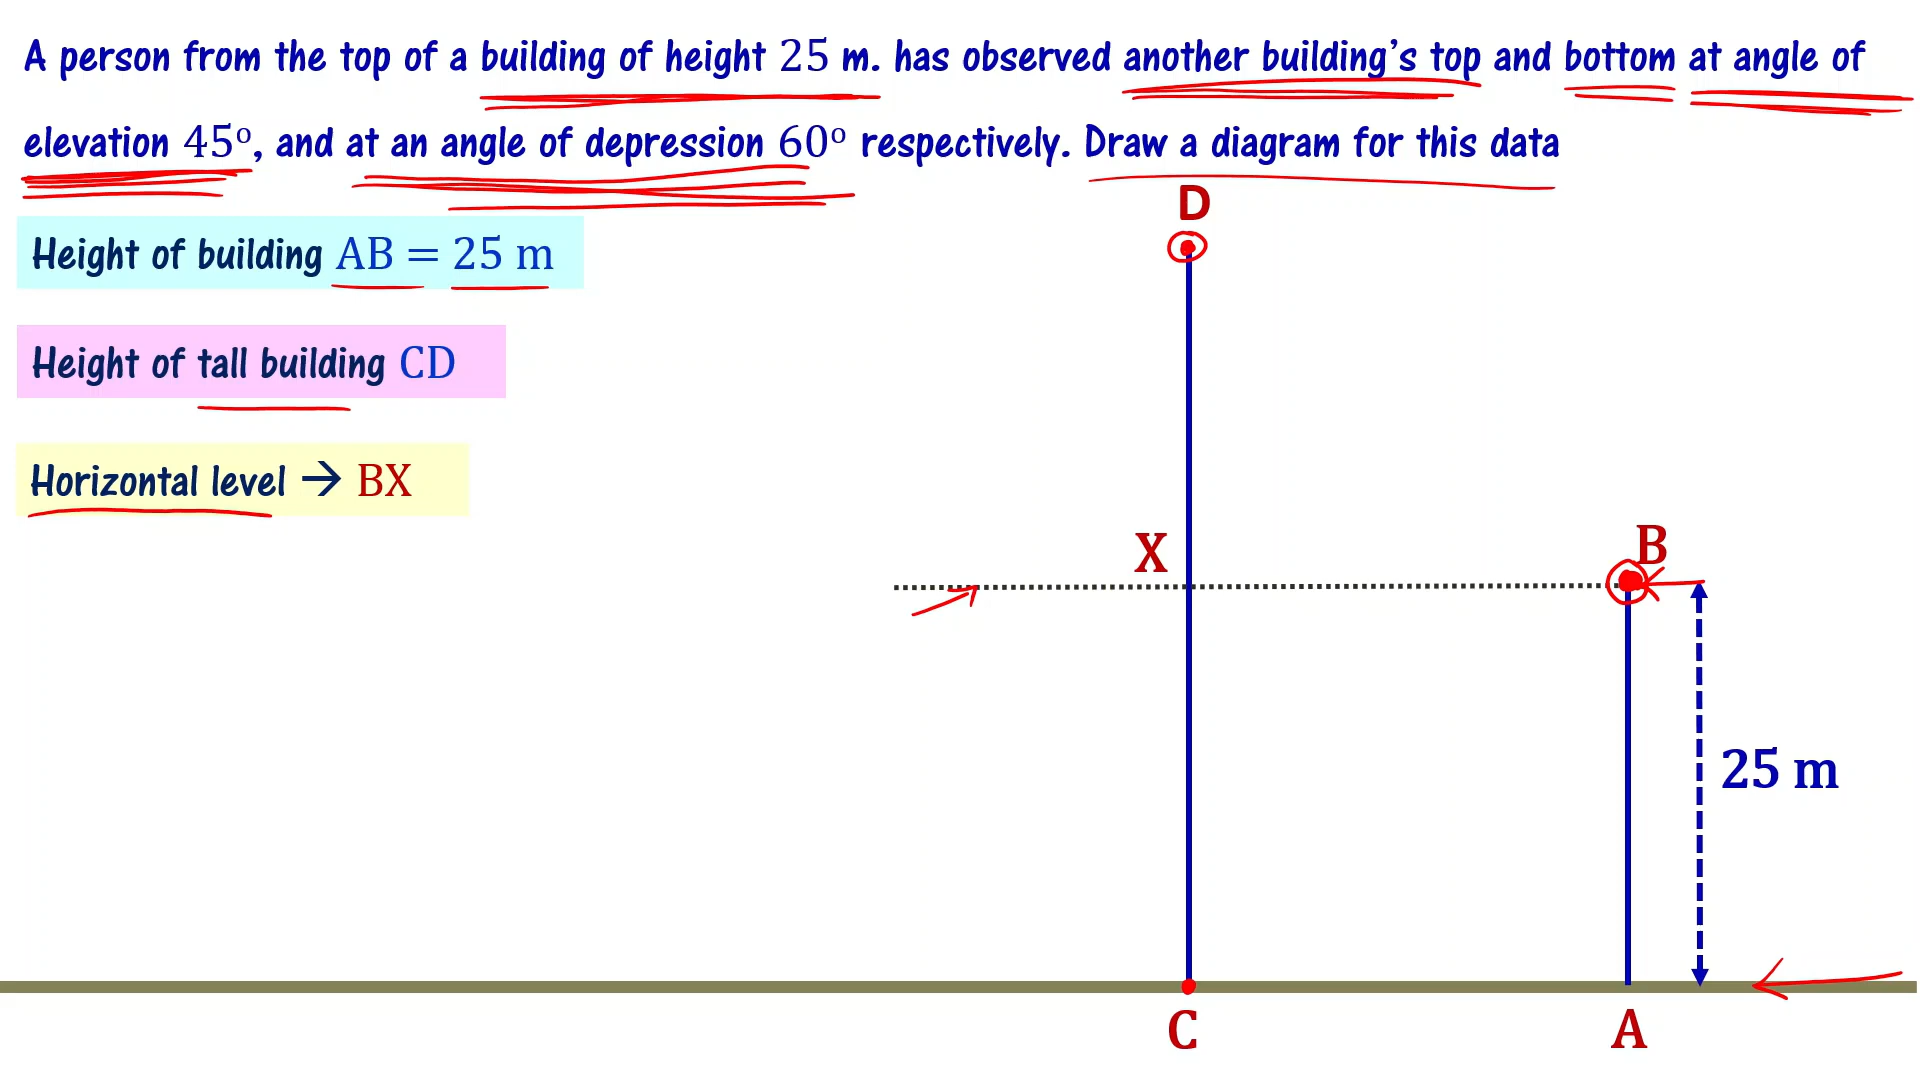 A person from the top of a building of height 25 m. has observed another building’s top and bottom at angle of
elevation 45°, and at an angle of depression 60° respectively. Draw a diagram for this data
D
Height of building AB = 25 m
Height of tall building CD
Horizontal level → BX
X
B
25 m
C
A